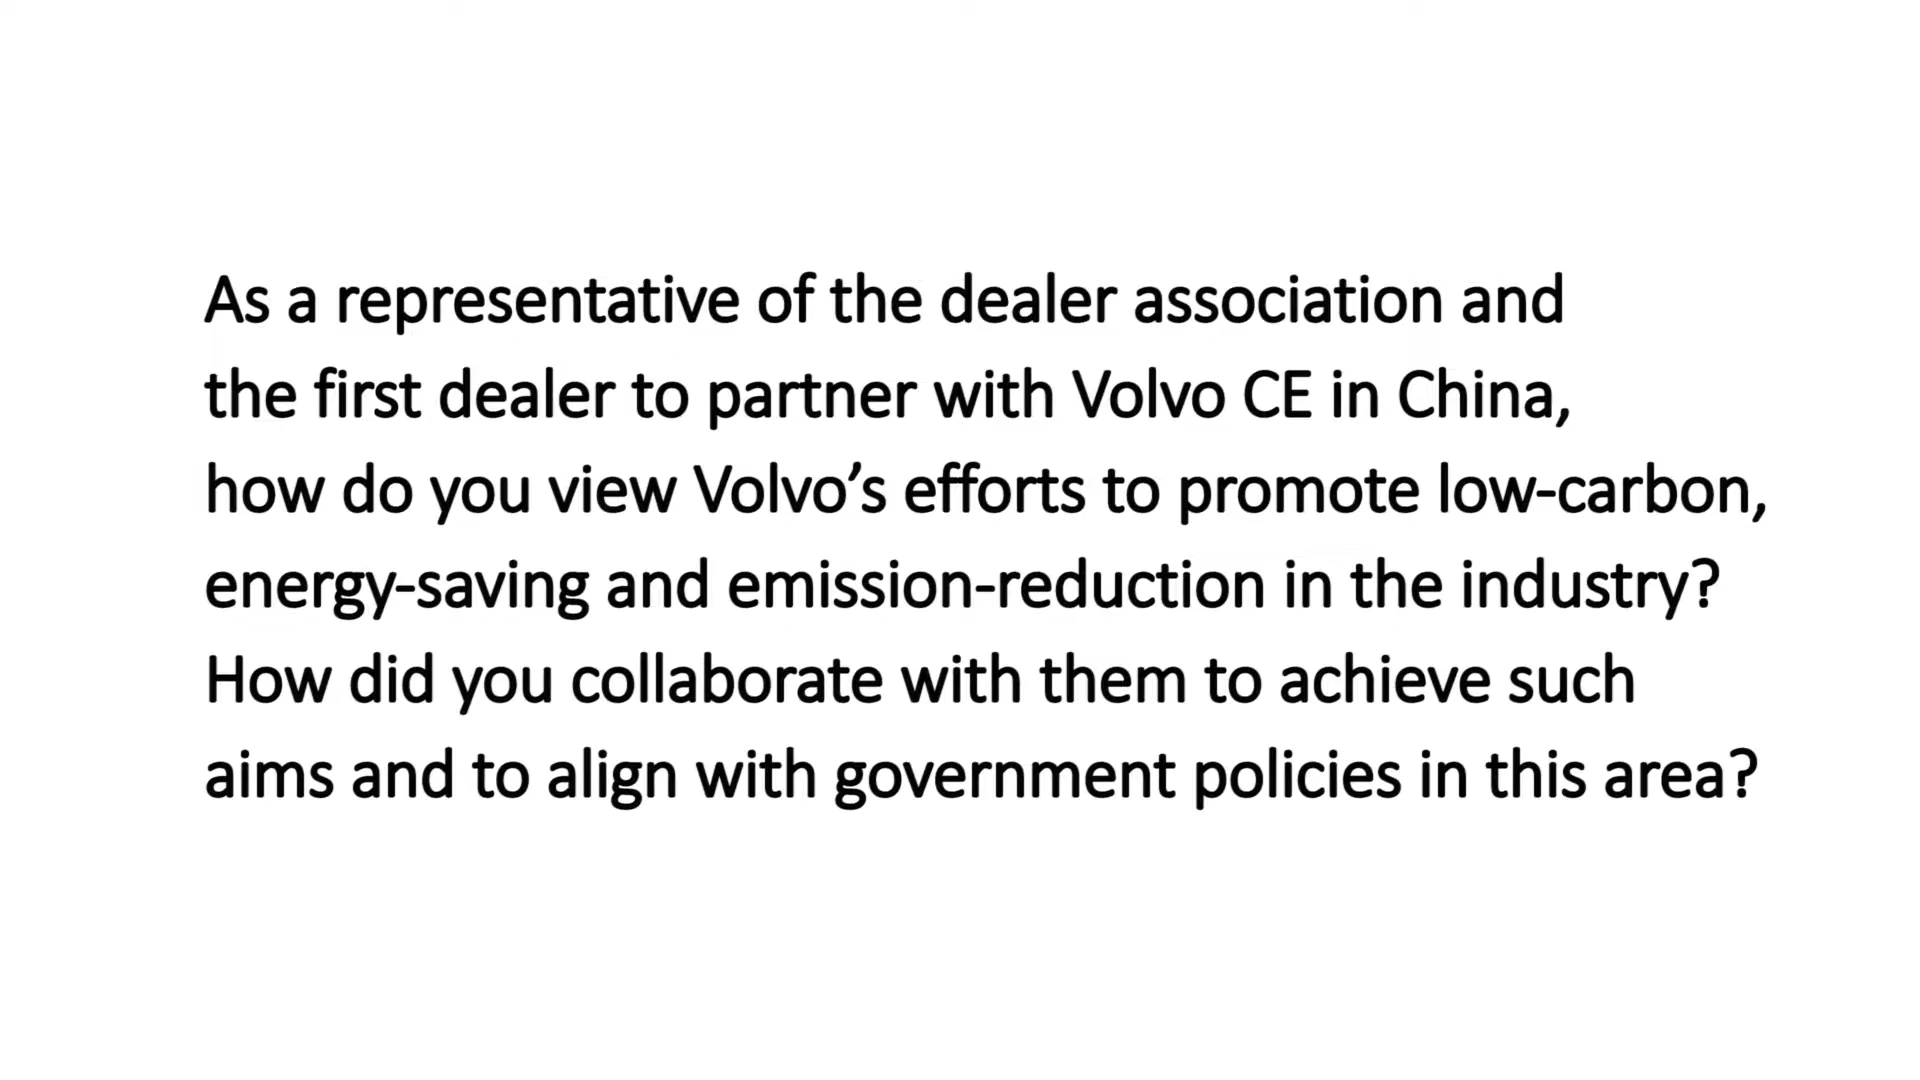 As a representative of the dealer association and
the first dealer to partner with Volvo CE in China,
how do you view Volvo’s efforts to promote low-carbon,
energy-saving and emission-reduction in the industry?
How did you collaborate with them to achieve such
aims and to align with government policies in this area?